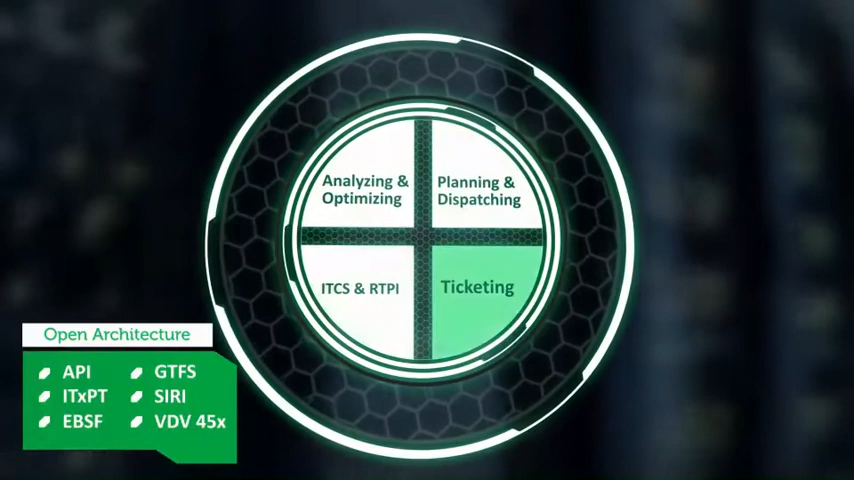 Analyzing &
Optimizing
Planning &
Dispatching
ITCS & RTPI
Ticketing
Open Architecture
API
GTFS
ITxPT
SIRI
EBSF
VDV 45x